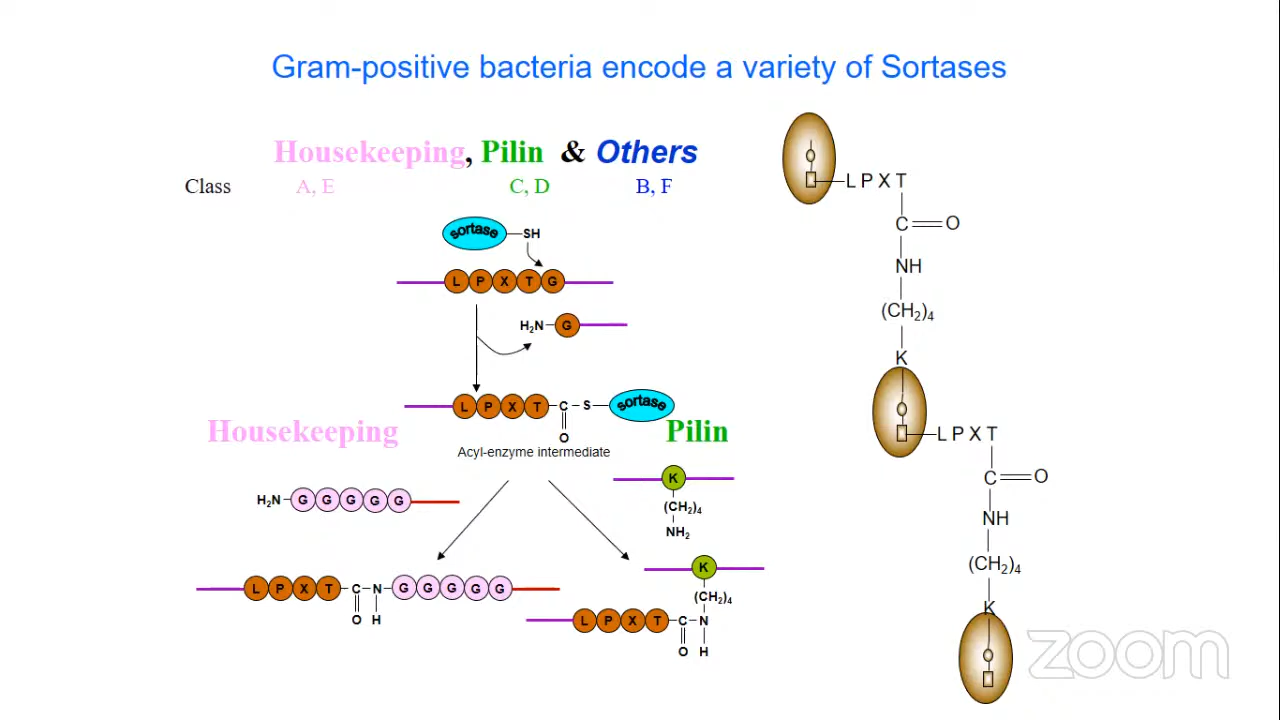 Gram-positive bacteria encode a variety of Sortases
Housekeeping, Pilin & Others
Class A, E C, D B, F
sortase SH
L P X T G
H₂N G
L P X T C S sortase
O
Acyl-enzyme intermediate
Housekeeping
Pilin
H₂N G G G G G
K
(CH₂)₄
NH₂
L P X T C N G G G G G
O H
K
(CH₂)₄
L P X T C N
O H
L P X T
C O
NH
(CH₂)₄
K
L P X T
C O
NH
(CH₂)₄
K
zoom